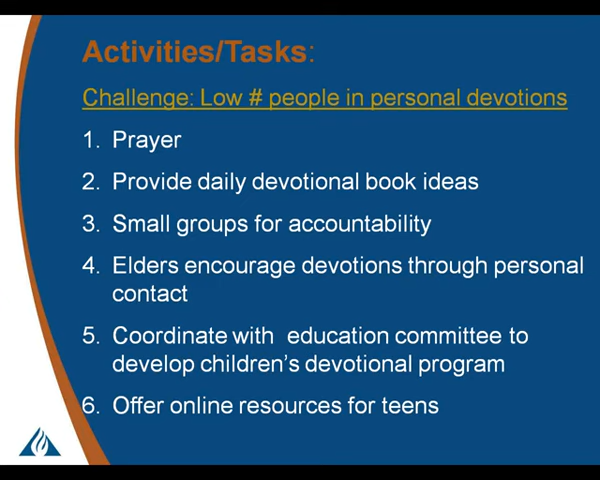 Activities/Tasks:
Challenge: Low # people in personal devotions
1. Prayer
2. Provide daily devotional book ideas
3. Small groups for accountability
4. Elders encourage devotions through personal
contact
5. Coordinate with education committee to
develop children's devotional program
6. Offer online resources for teens